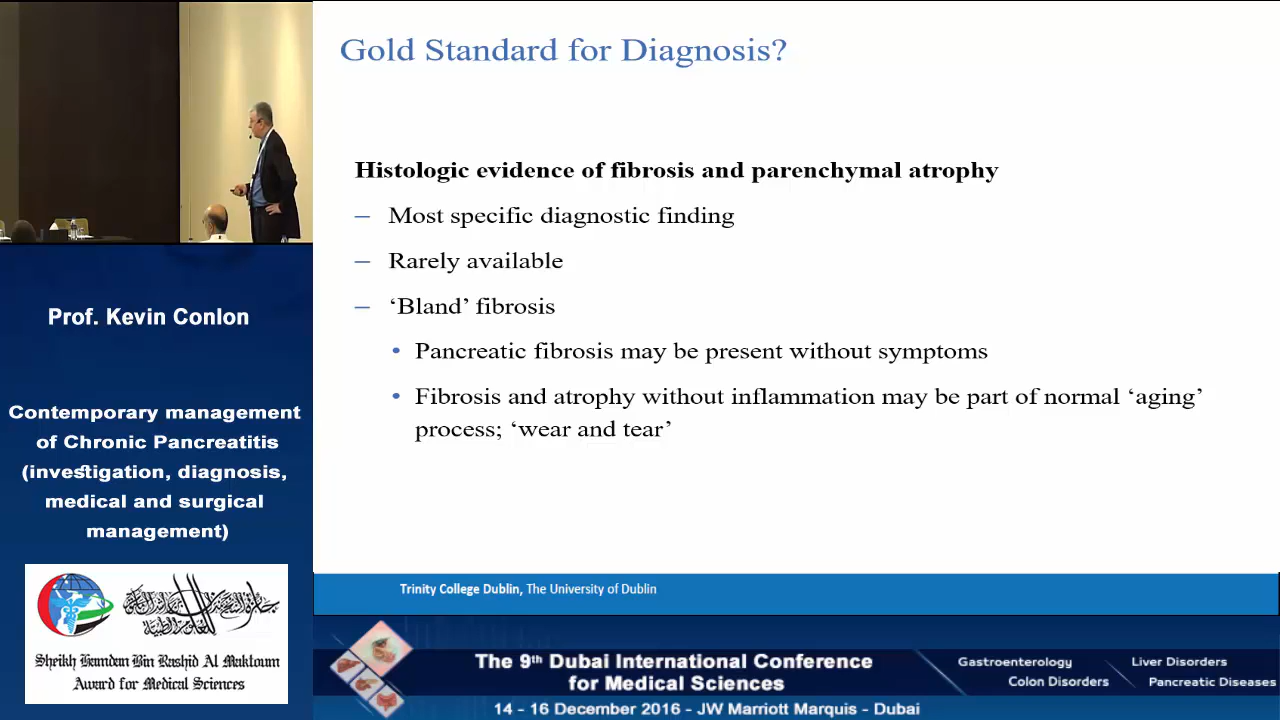 Gold Standard for Diagnosis?
Histologic evidence of fibrosis and parenchymal atrophy
– Most specific diagnostic finding
– Rarely available
– ‘Bland’ fibrosis
• Pancreatic fibrosis may be present without symptoms
• Fibrosis and atrophy without inflammation may be part of normal ‘aging’
process; ‘wear and tear’
Trinity College Dublin, The University of Dublin
Prof. Kevin Conlon
Contemporary management
of Chronic Pancreatitis
(investigation, diagnosis,
medical and surgical
management)
Sheikh Hamdan Bin Rashid Al Maktoum
Award for Medical Sciences
The 9th Dubai International Conference
for Medical Sciences
14 - 16 December 2016 - JW Marriott Marquis - Dubai
Gastroenterology
Liver Disorders
Colon Disorders
Pancreatic Diseases